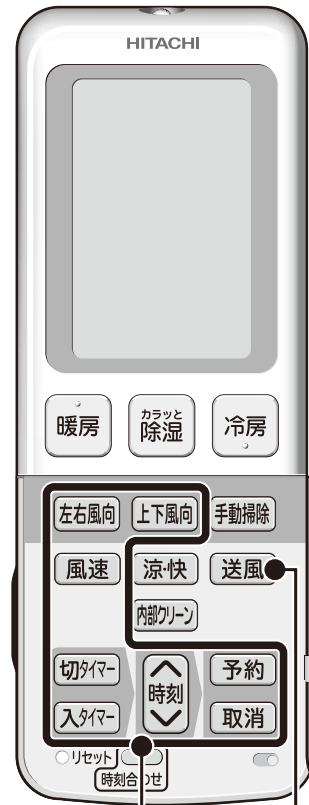 HITACHI
暖房
カラッと
除湿
冷房
左右風向 上下風向 手動掃除
風速 涼・快 送風
内部クリーン
切タイマー 予約
時刻
入タイマー 取消
リセット
時刻合わせ